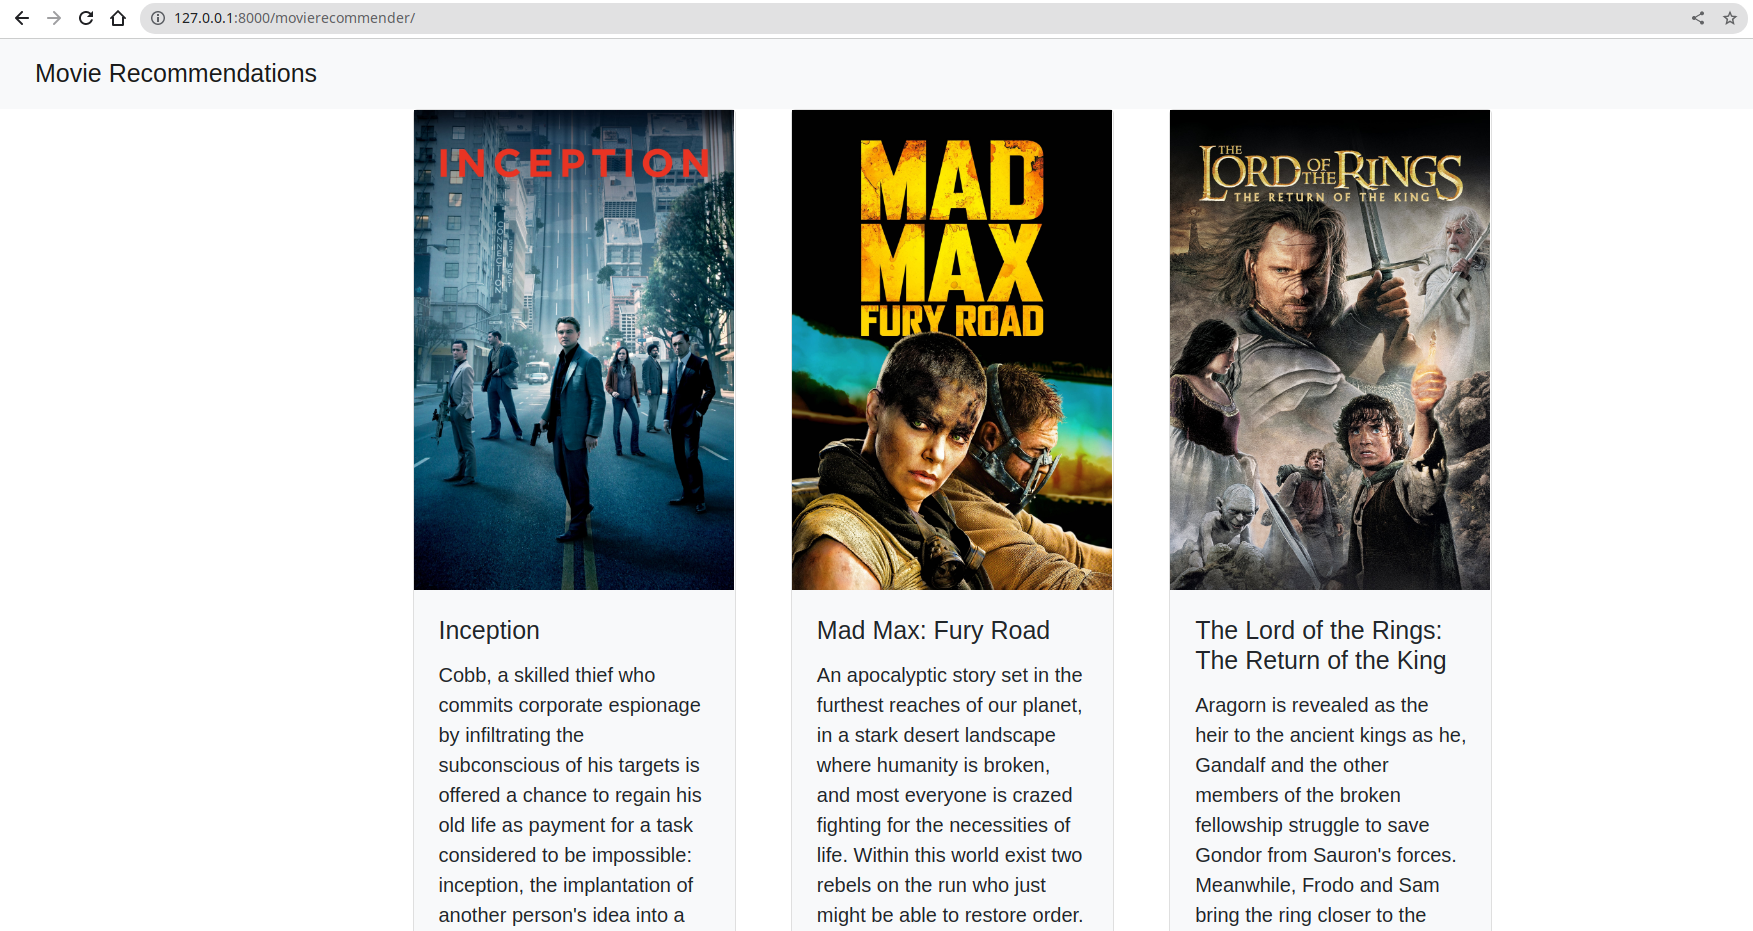 127.0.0.1:8000/movierecommender/
Movie Recommendations
INCEPTION
MAD
MAX
FURY ROAD
THE
LORD OF THE RINGS
THE RETURN OF THE KING
Inception
Cobb, a skilled thief who
commits corporate espionage
by infiltrating the
subconscious of his targets is
offered a chance to regain his
old life as payment for a task
considered to be impossible:
inception, the implantation of
another person's idea into a
Mad Max: Fury Road
An apocalyptic story set in the
furthest reaches of our planet,
in a stark desert landscape
where humanity is broken,
and most everyone is crazed
fighting for the necessities of
life. Within this world exist two
rebels on the run who just
might be able to restore order.
The Lord of the Rings:
The Return of the King
Aragorn is revealed as the
heir to the ancient kings as he,
Gandalf and the other
members of the broken
fellowship struggle to save
Gondor from Sauron's forces.
Meanwhile, Frodo and Sam
bring the ring closer to the